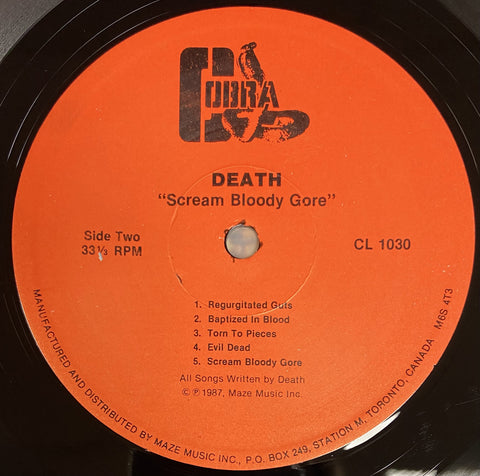 COBRA
DEATH
“Scream Bloody Gore”
Side Two
33⅓ RPM
CL 1030
1. Regurgitated Guts
2. Baptized In Blood
3. Torn To Pieces
4. Evil Dead
5. Scream Bloody Gore
All Songs Written by Death
© ℗ 1987, Maze Music Inc.
MANUFACTURED AND DISTRIBUTED BY MAZE MUSIC INC., P.O. BOX 249, STATION M, TORONTO, CANADA M6S 4T3